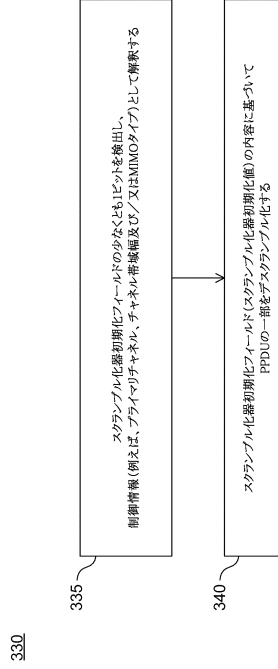 330
335
スクランブル化器初期化フィールドの少なくとも1ビットを検出し、
制御情報(例えば、プライマリチャネル、チャネル帯域幅及び/又はMIMOタイプ)として解釈する
340
スクランブル化器初期化フィールド(スクランブル化器初期化値)の内容に基づいて
PPDUの一部をデスクランブル化する